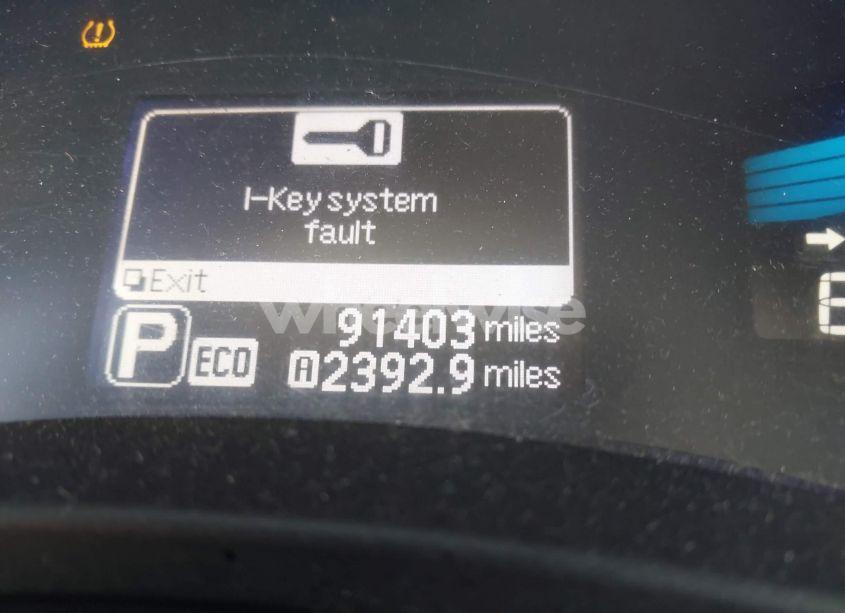 I-Key system
fault
Exit
91403 miles
P ECO A 2392.9 miles
E